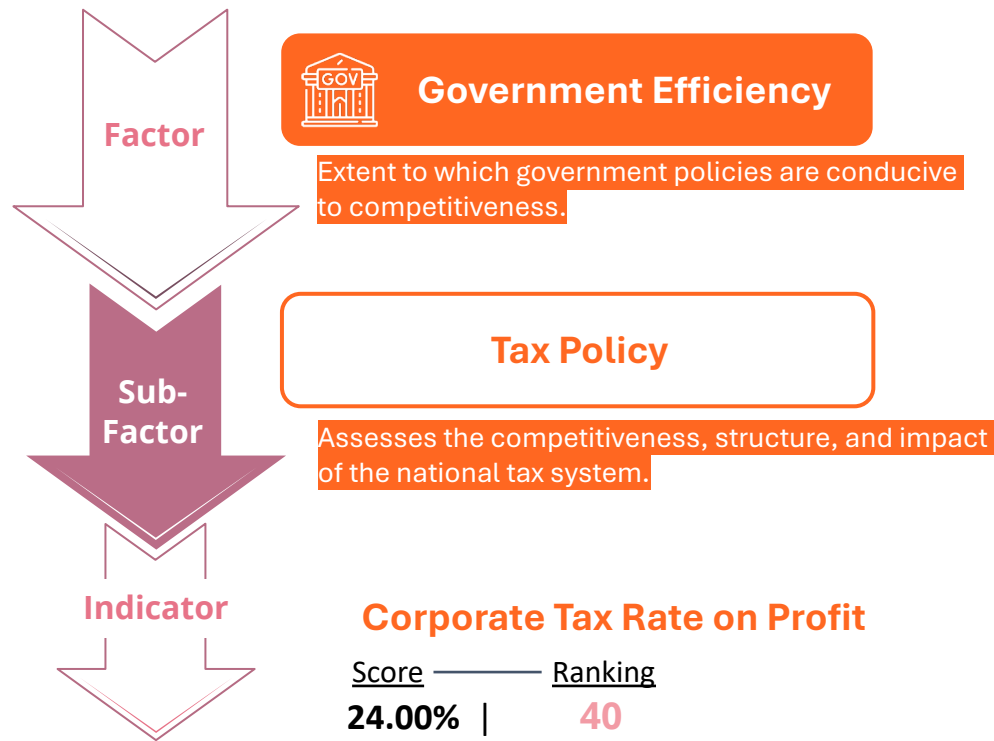 Factor
GOV
Government Efficiency
Extent to which government policies are conducive
to competitiveness.
Sub-
Factor
Tax Policy
Assesses the competitiveness, structure, and impact
of the national tax system.
Indicator
Corporate Tax Rate on Profit
Score Ranking
24.00% | 40